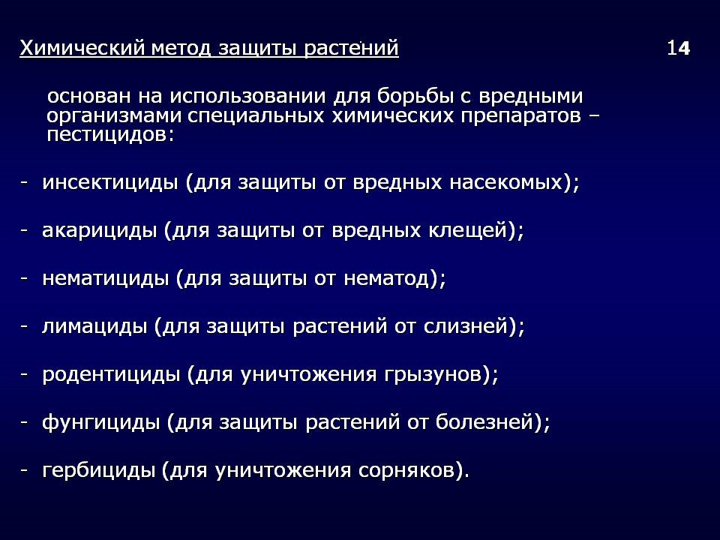 Химический метод защиты растений 14
основан на использовании для борьбы с вредными
организмами специальных химических препаратов –
пестицидов:
- инсектициды (для защиты от вредных насекомых);
- акарициды (для защиты от вредных клещей);
- нематициды (для защиты от нематод);
- лимациды (для защиты растений от слизней);
- родентициды (для уничтожения грызунов);
- фунгициды (для защиты растений от болезней);
- гербициды (для уничтожения сорняков).